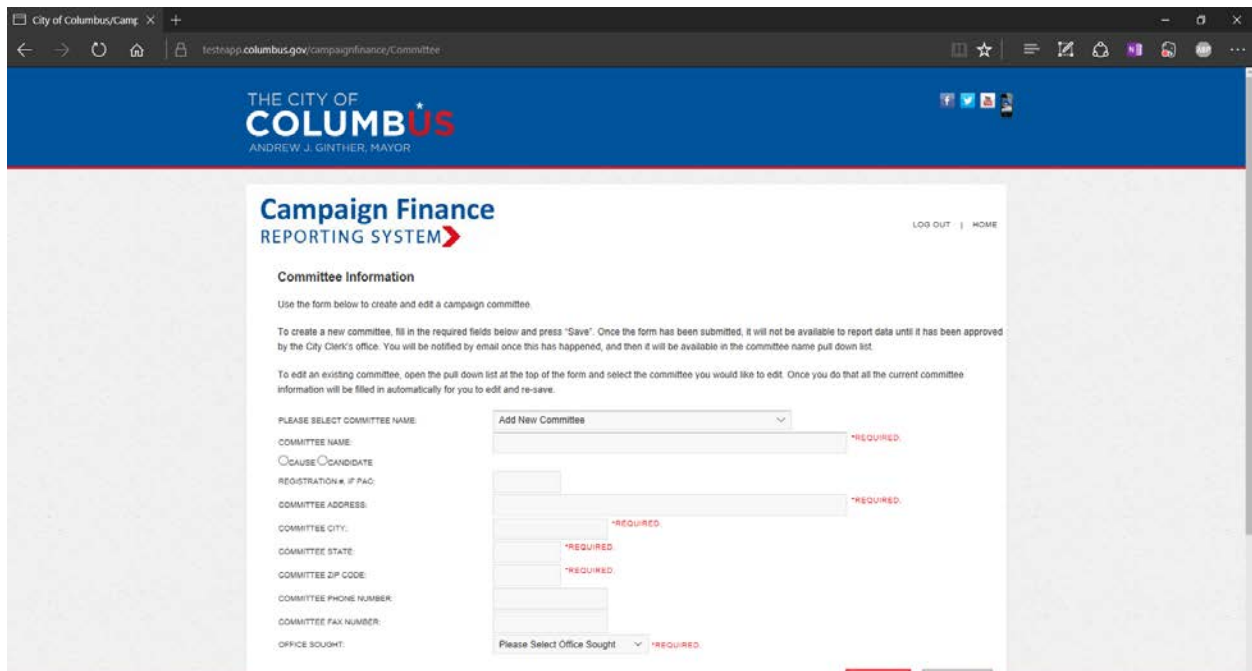 City of Columbus/Camp
testeapp.columbus.gov/campaignfinance/Committee
THE CITY OF
COLUMBUS
ANDREW J. GINTHER, MAYOR
Campaign Finance
REPORTING SYSTEM
LOG OUT | HOME
Committee Information
Use the form below to create and edit a campaign committee.
To create a new committee, fill in the required fields below and press "Save". Once the form has been submitted, it will not be available to report data until it has been approved
by the City Clerk's office. You will be notified by email once this has happened, and then it will be available in the committee name pull down list.
To edit an existing committee, open the pull down list at the top of the form and select the committee you would like to edit. Once you do that all the current committee
information will be filled in automatically for you to edit and re-save.
PLEASE SELECT COMMITTEE NAME: Add New Committee
COMMITTEE NAME: *REQUIRED.
CAUSE CANDIDATE
REGISTRATION #, IF PAC:
COMMITTEE ADDRESS: *REQUIRED.
COMMITTEE CITY: *REQUIRED.
COMMITTEE STATE: *REQUIRED.
COMMITTEE ZIP CODE: *REQUIRED.
COMMITTEE PHONE NUMBER:
COMMITTEE FAX NUMBER:
OFFICE SOUGHT: Please Select Office Sought *REQUIRED.